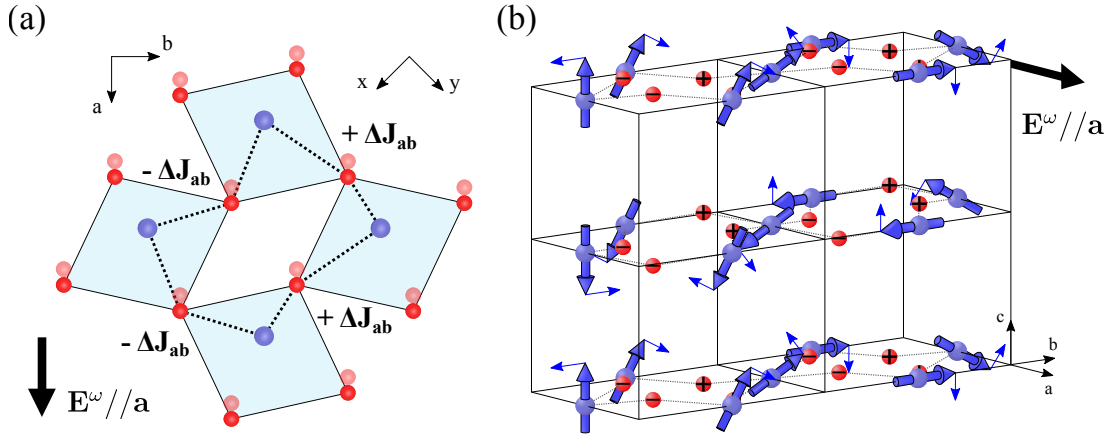 (a)
b
a
x
y
+ ΔJab
- ΔJab
- ΔJab
+ ΔJab
Eω//a
(b)
+
−
Eω//a
c
b
a